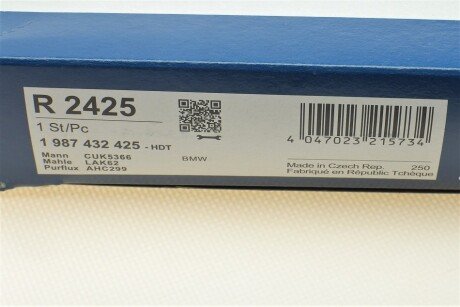 R 2425
1 St/Pc
1 987 432 425 - HDT
Mann CUK5366
Mahle LAK62
Purflux AHC299
BMW
4 047023 215734
Made in Czech Rep. 250
Fabriqué en République Tchèque